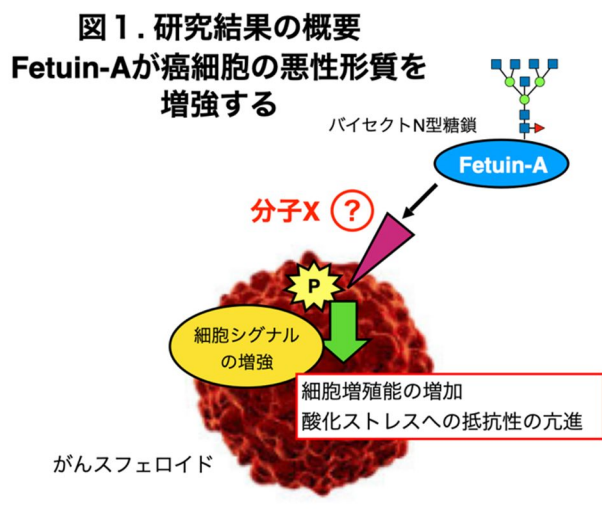 図１. 研究結果の概要
Fetuin-Aが癌細胞の悪性形質を
増強する
バイセクトN型糖鎖
Fetuin-A
分子X ?
P
細胞シグナル
の増強
細胞増殖能の増加
酸化ストレスへの抵抗性の亢進
がんスフェロイド